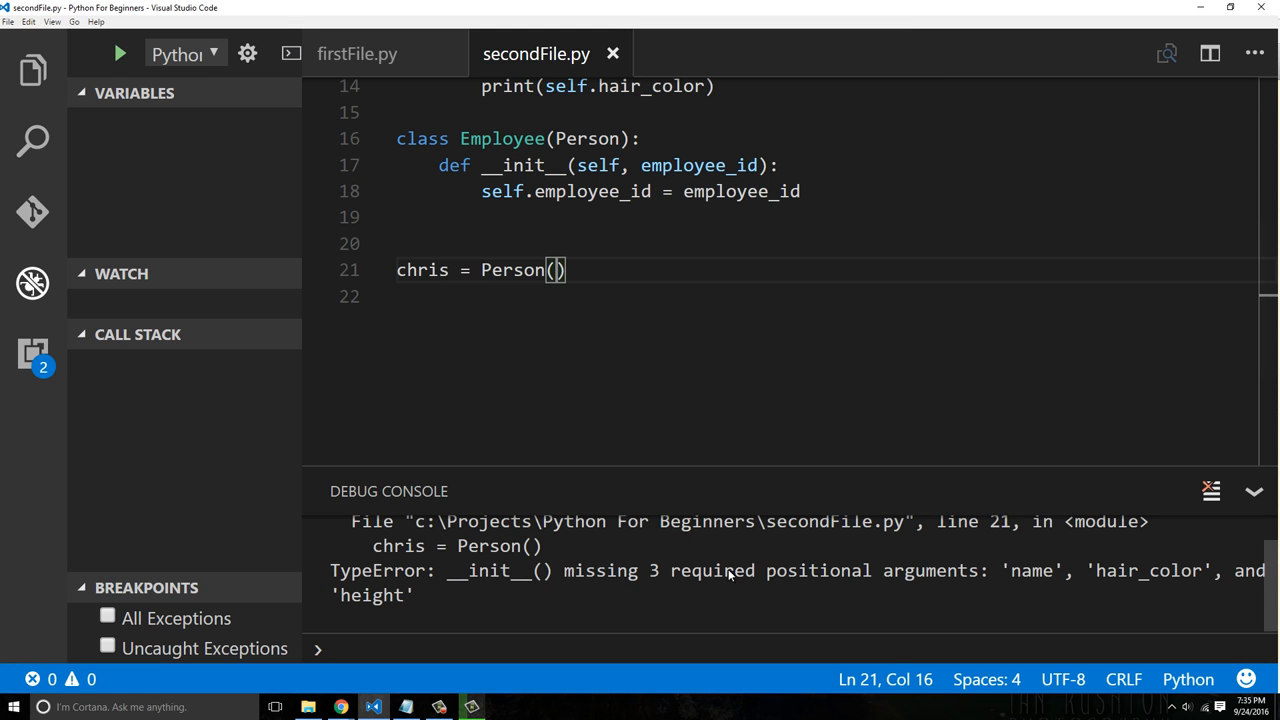 secondFile.py - Python For Beginners - Visual Studio Code
File Edit View Go Help
Python
firstFile.py
secondFile.py
VARIABLES
WATCH
CALL STACK
BREAKPOINTS
All Exceptions
Uncaught Exceptions
2
14 print(self.hair_color)
15
16 class Employee(Person):
17 def __init__(self, employee_id):
18 self.employee_id = employee_id
19
20
21 chris = Person()
22
DEBUG CONSOLE
File "c:\Projects\Python For Beginners\secondFile.py", line 21, in <module>
chris = Person()
TypeError: __init__() missing 3 required positional arguments: 'name', 'hair_color', and
'height'
0 0
Ln 21, Col 16 Spaces: 4 UTF-8 CRLF Python
I'm Cortana. Ask me anything.
7:35 PM
9/24/2016